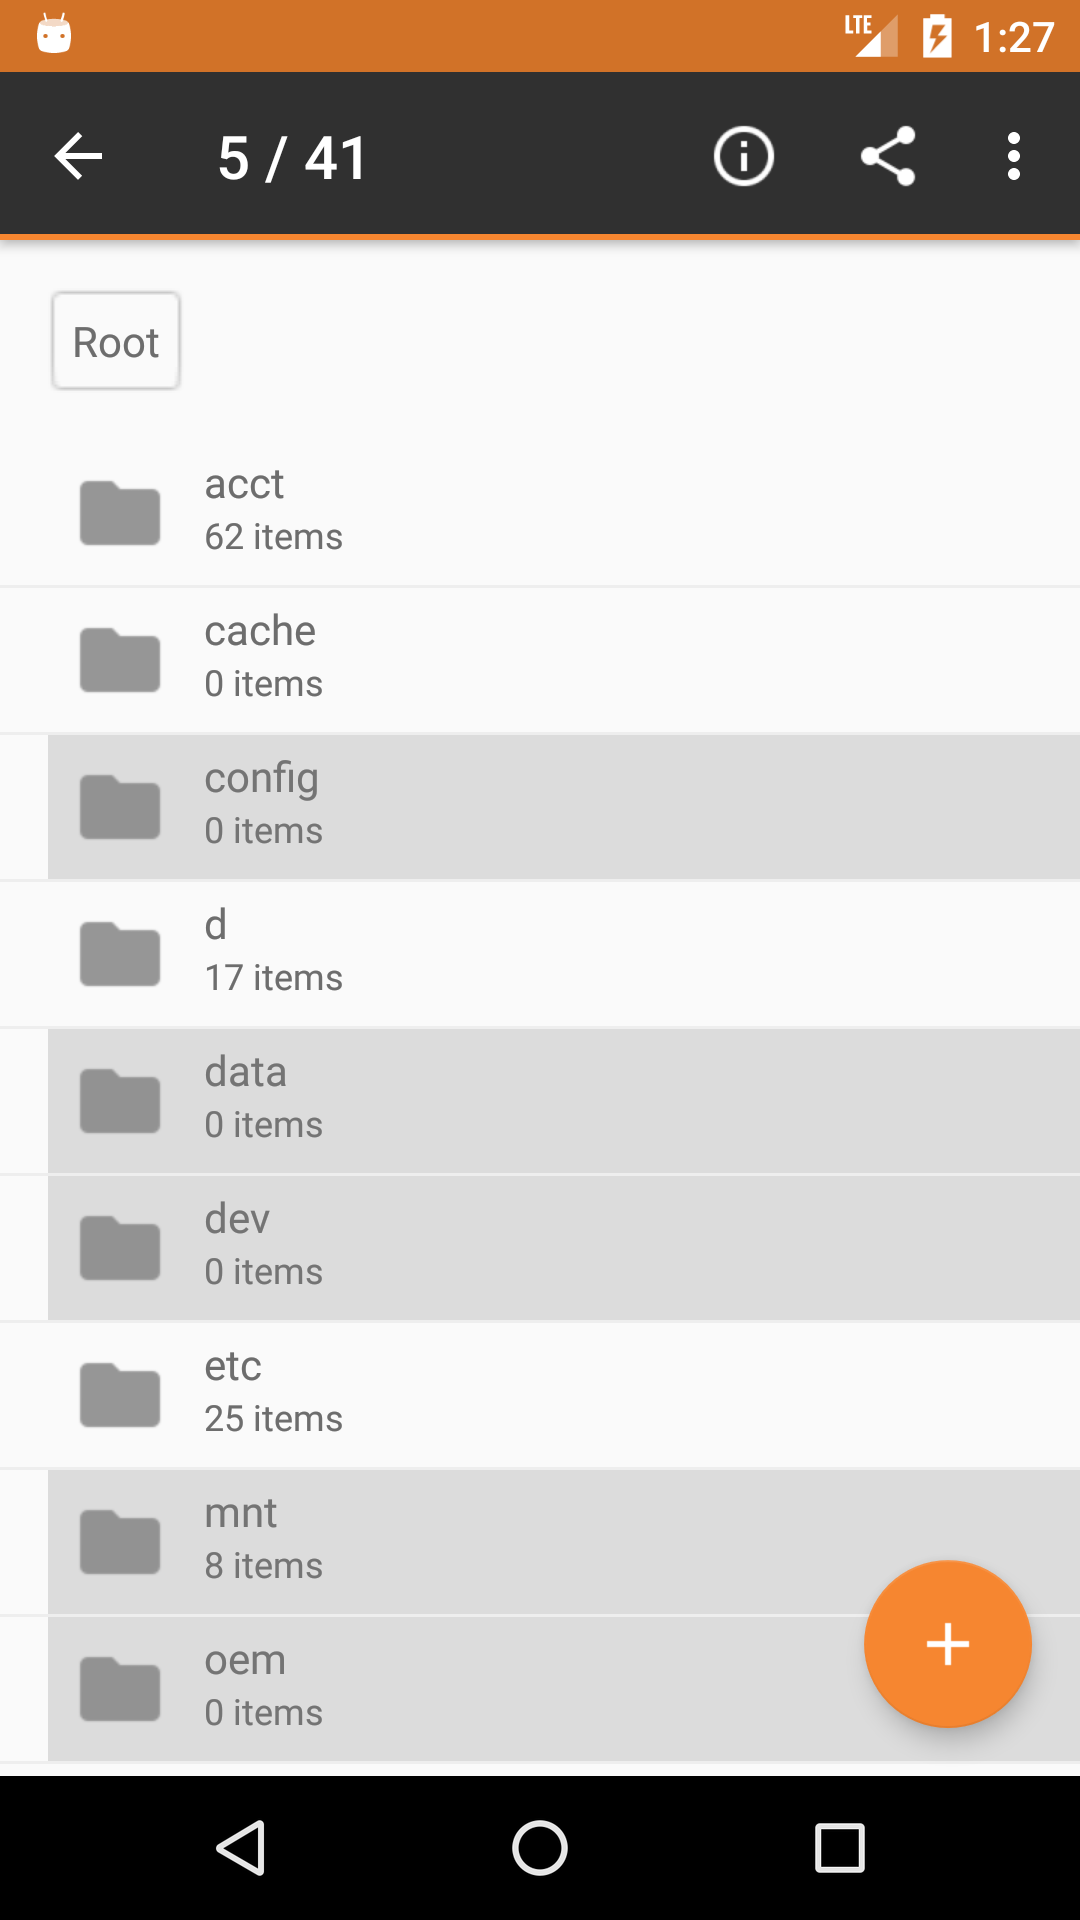 LTE 1:27
5 / 41
Root
acct
62 items
cache
0 items
config
0 items
d
17 items
data
0 items
dev
0 items
etc
25 items
mnt
8 items
oem
0 items